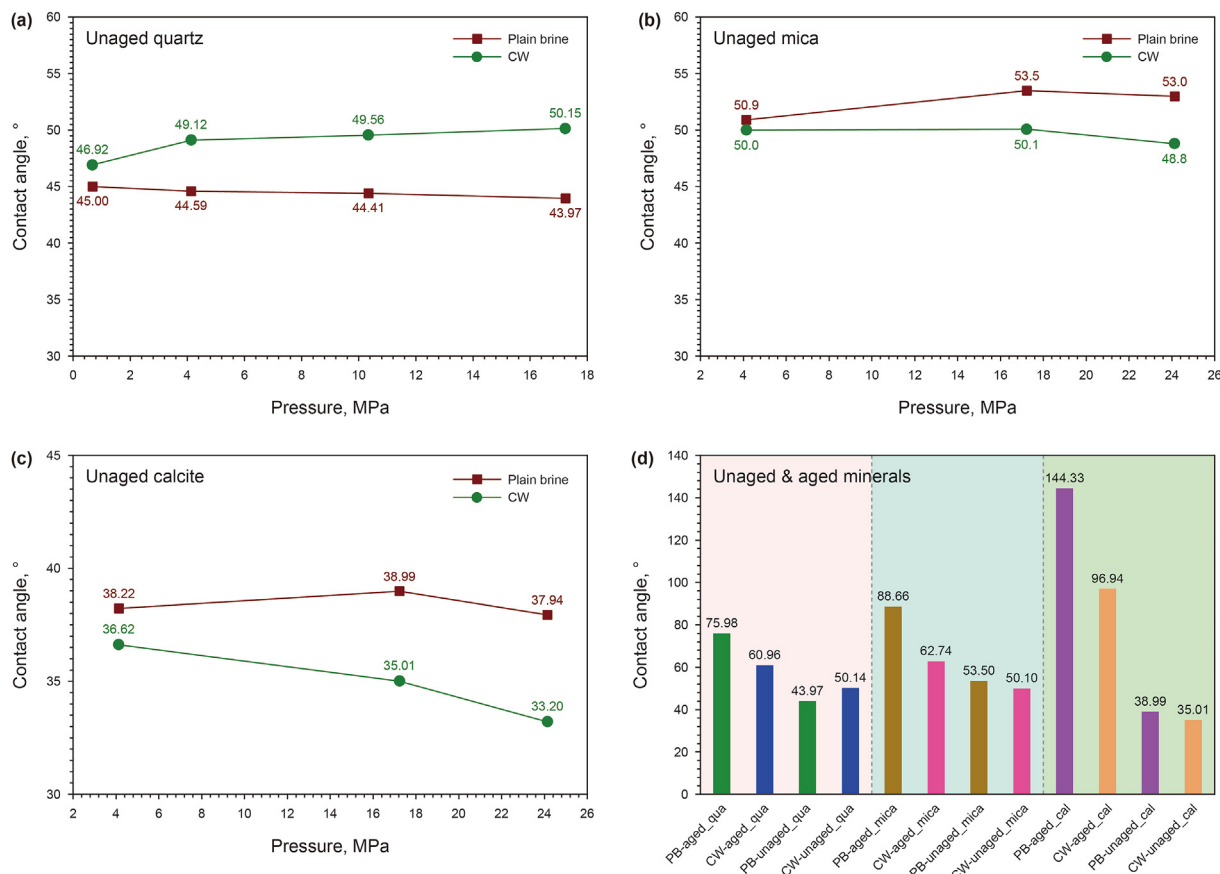 (a)
Unaged quartz
Plain brine
CW
60
55
50
45
40
35
30
46.92
49.12
49.56
50.15
45.00
44.59
44.41
43.97
Contact angle, °
0 2 4 6 8 10 12 14 16 18
Pressure, MPa
(b)
Unaged mica
Plain brine
CW
60
55
50
45
40
35
30
50.9
53.5
53.0
50.0
50.1
48.8
Contact angle, °
2 4 6 8 10 12 14 16 18 20 22 24 26
Pressure, MPa
(c)
Unaged calcite
Plain brine
CW
45
40
35
30
38.22
38.99
37.94
36.62
35.01
33.20
Contact angle, °
2 4 6 8 10 12 14 16 18 20 22 24 26
Pressure, MPa
(d)
Unaged & aged minerals
160
140
120
100
80
60
40
20
0
75.98
60.96
43.97
50.14
88.66
62.74
53.50
50.10
144.33
96.94
38.99
35.01
Contact angle, °
PB-aged_qua
CW-aged_qua
PB-unaged_qua
CW-unaged_qua
PB-aged_mica
CW-aged_mica
PB-unaged_mica
CW-unaged_mica
PB-aged_cal
CW-aged_cal
PB-unaged_cal
CW-unaged_cal